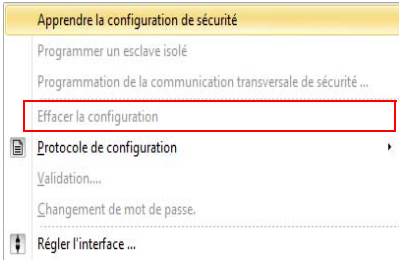 Apprendre la configuration de sécurité
Programmer un esclave isolé
Programmation de la communication transversale de sécurité ...
Effacer la configuration
Protocole de configuration
Validation....
Changement de mot de passe.
Régler l'interface ...